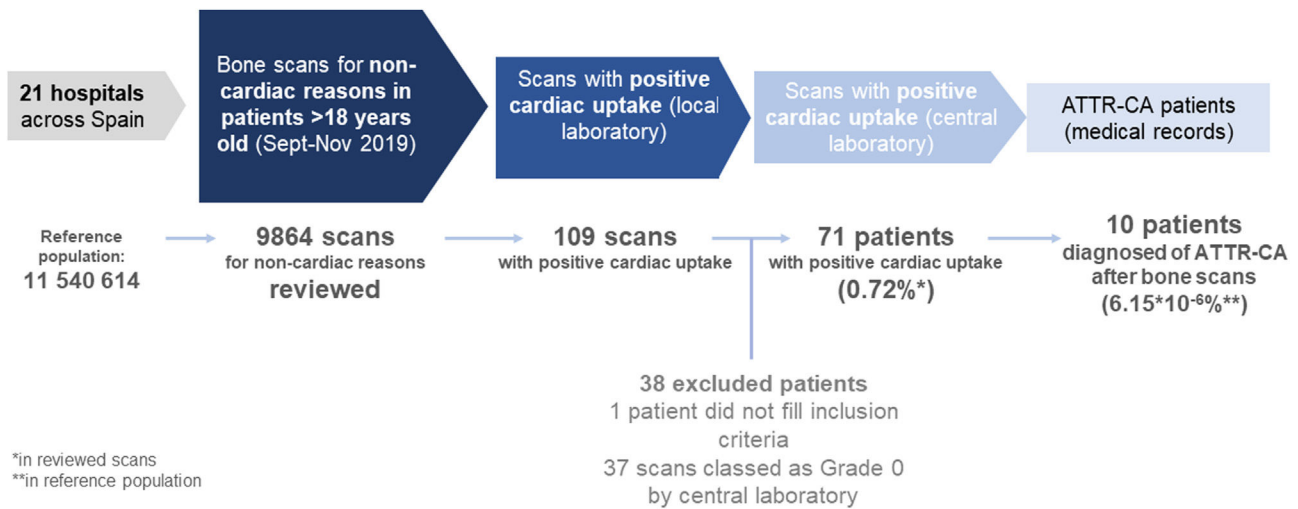 21 hospitals
across Spain
Bone scans for non-
cardiac reasons in
patients >18 years
old (Sept-Nov 2019)
Scans with positive
cardiac uptake (local
laboratory)
Scans with positive
cardiac uptake (central
laboratory)
ATTR-CA patients
(medical records)
Reference
population:
11 540 614
9864 scans
for non-cardiac reasons
reviewed
109 scans
with positive cardiac uptake
71 patients
with positive cardiac uptake
(0.72%*)
10 patients
diagnosed of ATTR-CA
after bone scans
(6.15*10⁻⁶%**)
38 excluded patients
1 patient did not fill inclusion
criteria
37 scans classed as Grade 0
by central laboratory
*in reviewed scans
**in reference population